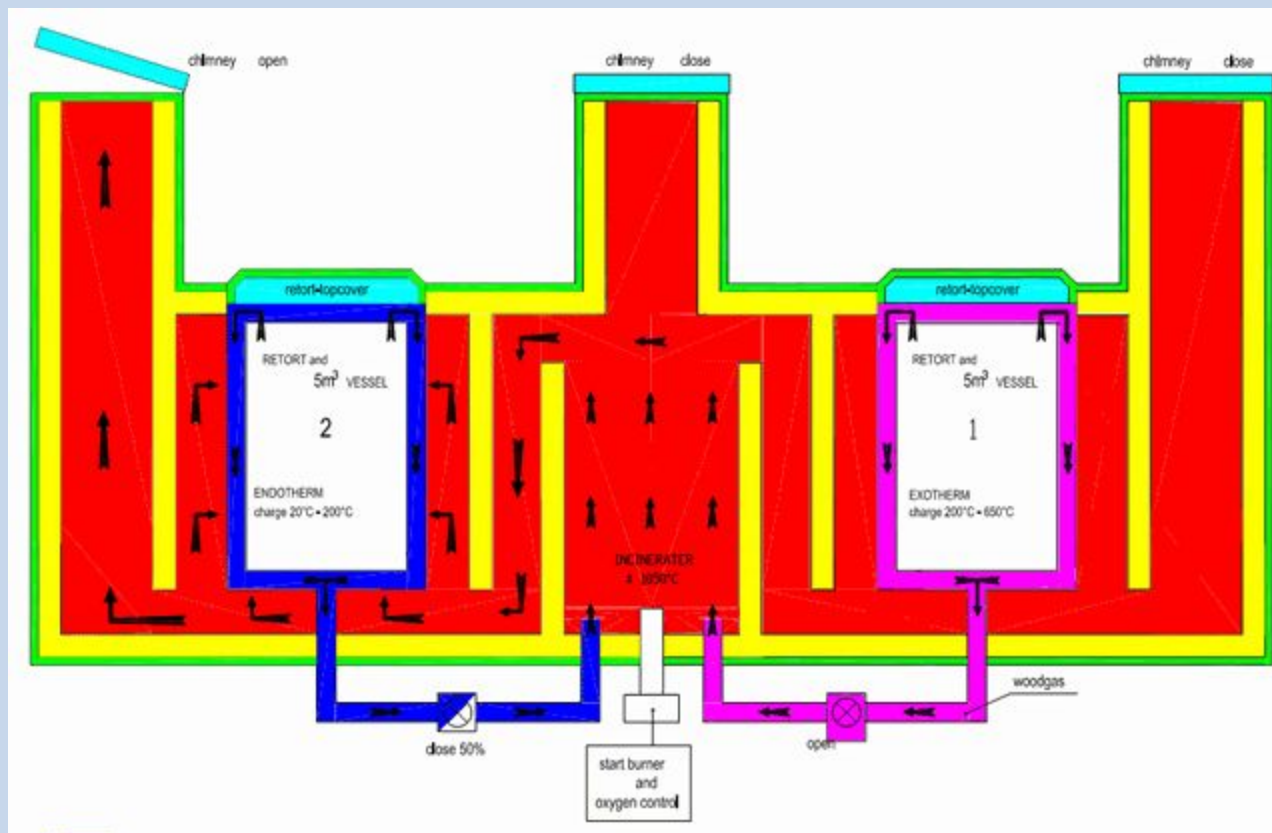 chimney open
chimney close
chimney close
retort-topcover
retort-topcover
RETORT and
5m³ VESSEL
2
ENDOTHERM
charge 20°C - 200°C
RETORT and
5m³ VESSEL
1
EXOTHERM
charge 200°C - 650°C
INCINERATER
± 1050°C
woodgas
close 50%
open
start burner
and
oxygen control